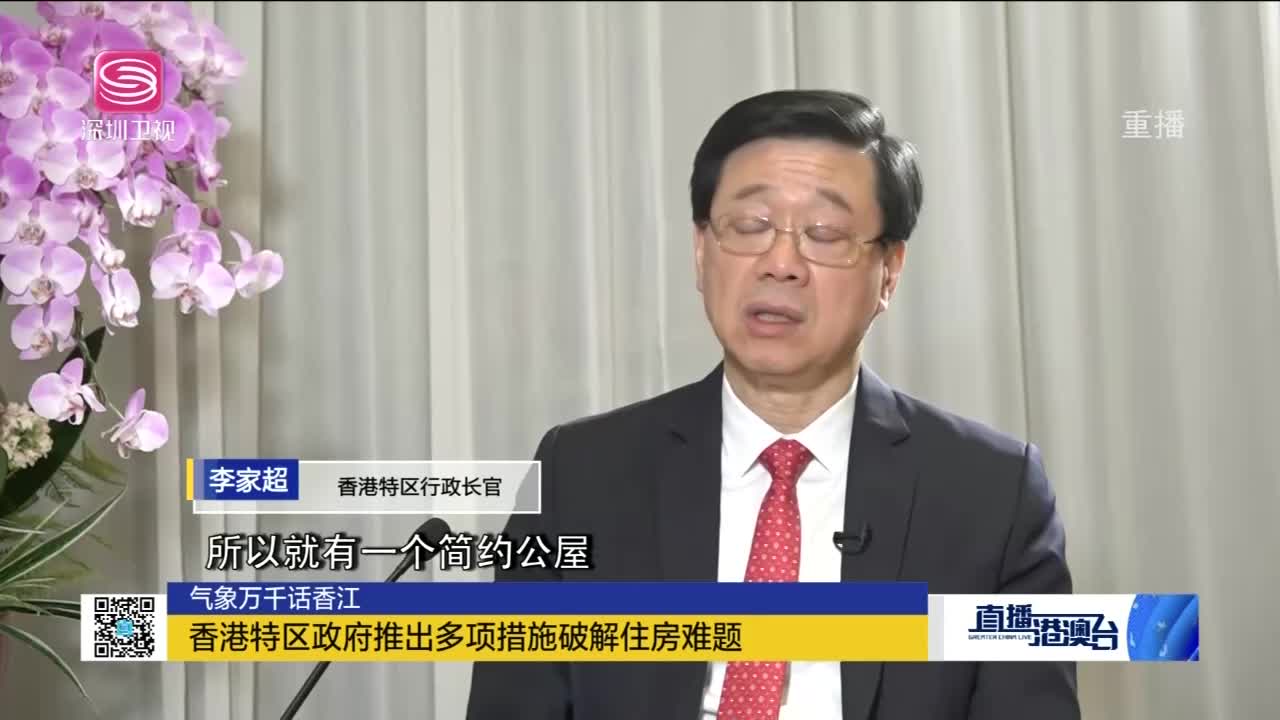 深圳卫视
重播
李家超
香港特区行政长官
所以就有一个简约公屋
气象万千话香江
香港特区政府推出多项措施破解住房难题
直播港澳台
GREATER CHINA LIVE